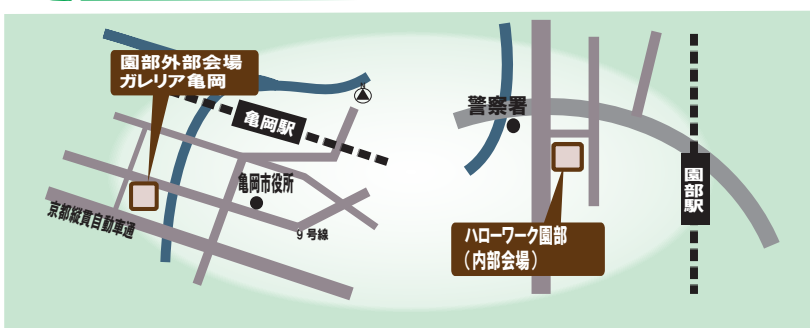 園部外部会場
ガレリア亀岡
亀岡駅
亀岡市役所
京都縦貫自動車通
9号線
警察署
園部駅
ハローワーク園部
（内部会場）